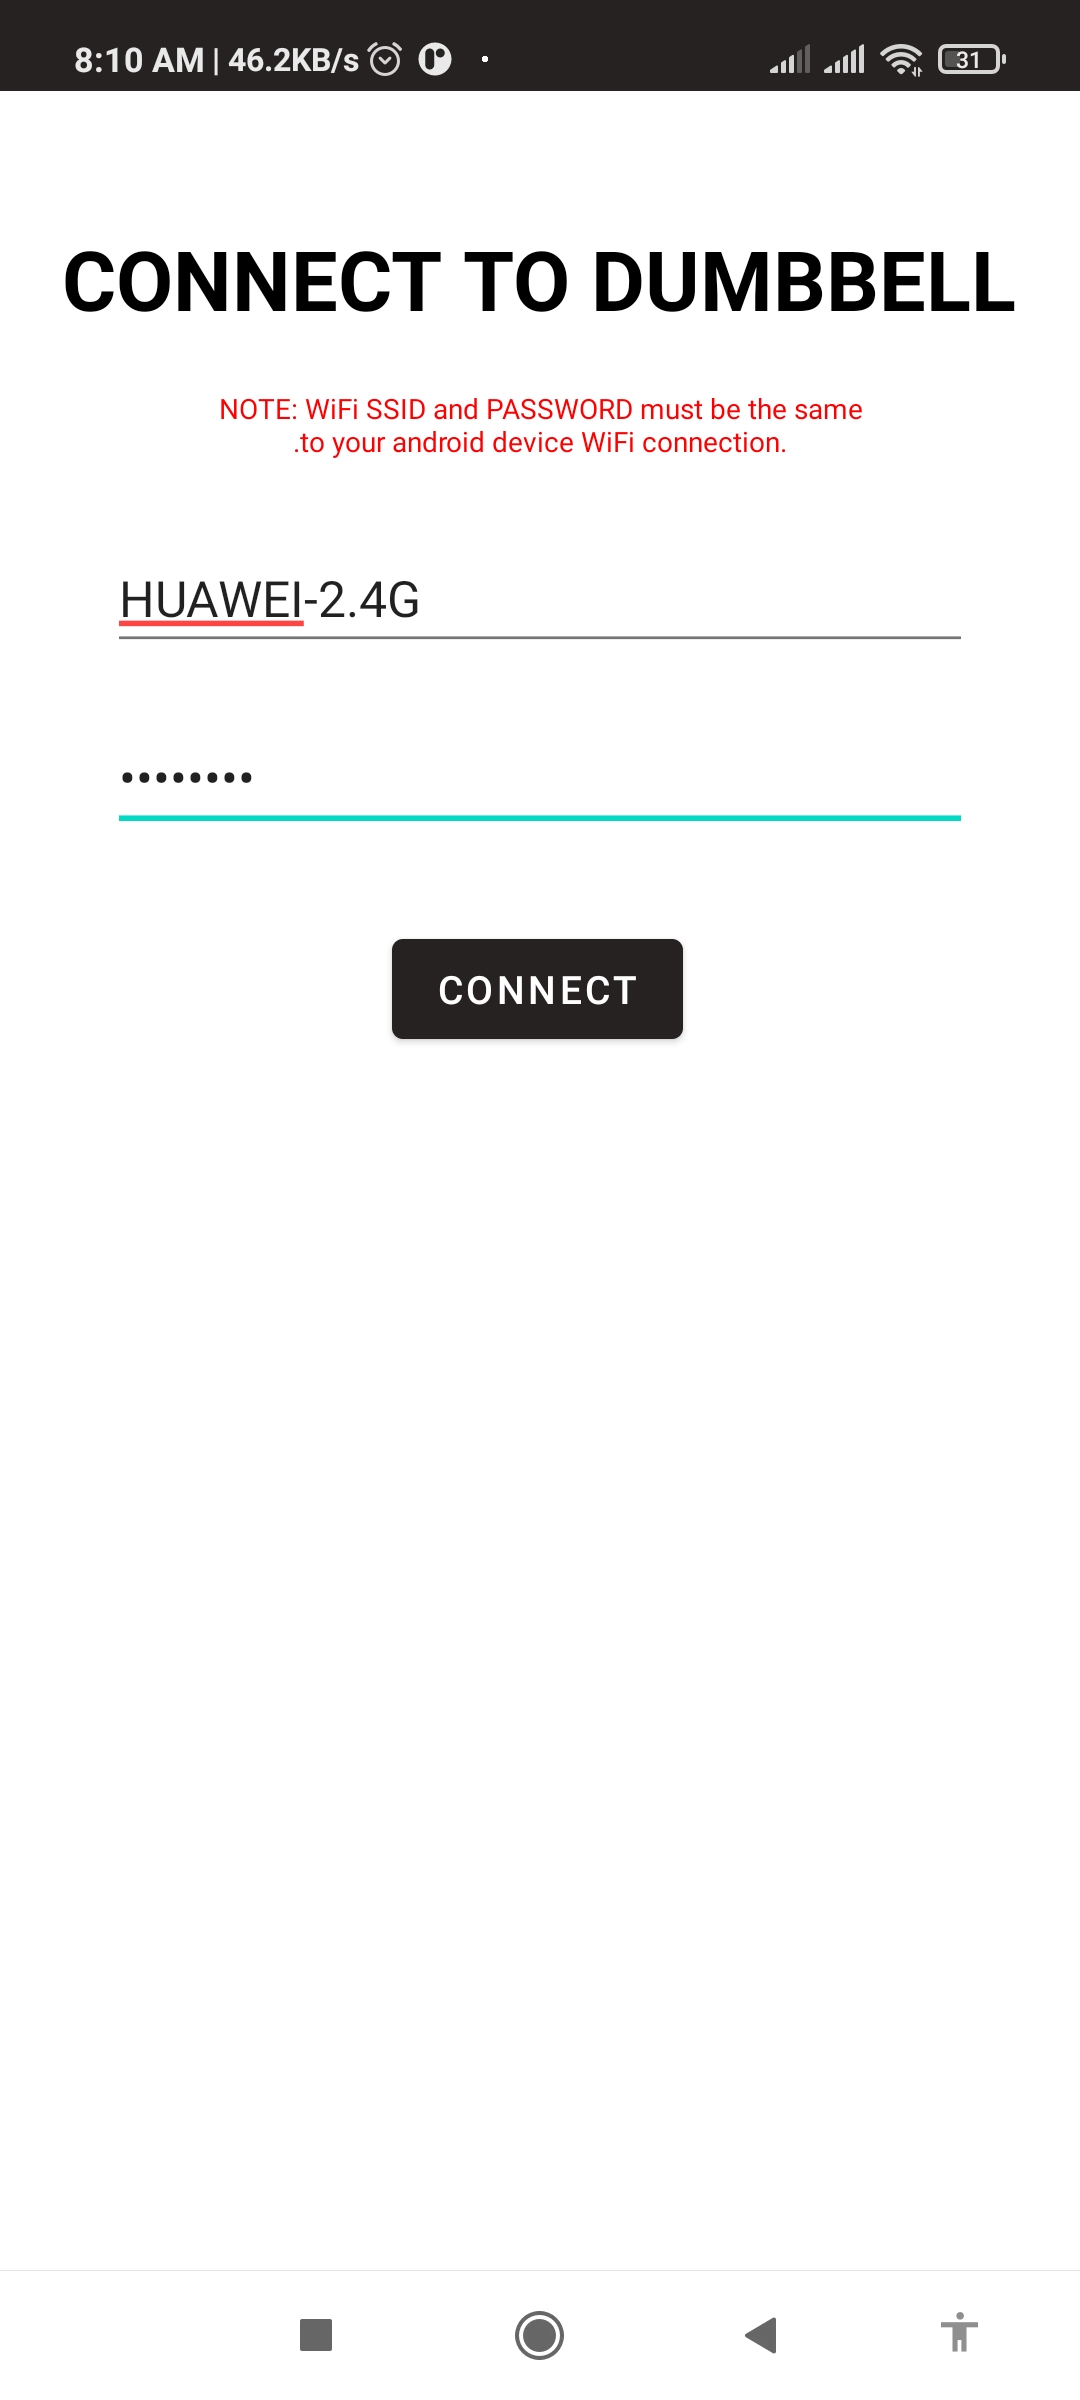 8:10 AM | 46.2KB/s 31
CONNECT TO DUMBBELL
NOTE: WiFi SSID and PASSWORD must be the same
.to your android device WiFi connection.
HUAWEI-2.4G
••••••••
CONNECT